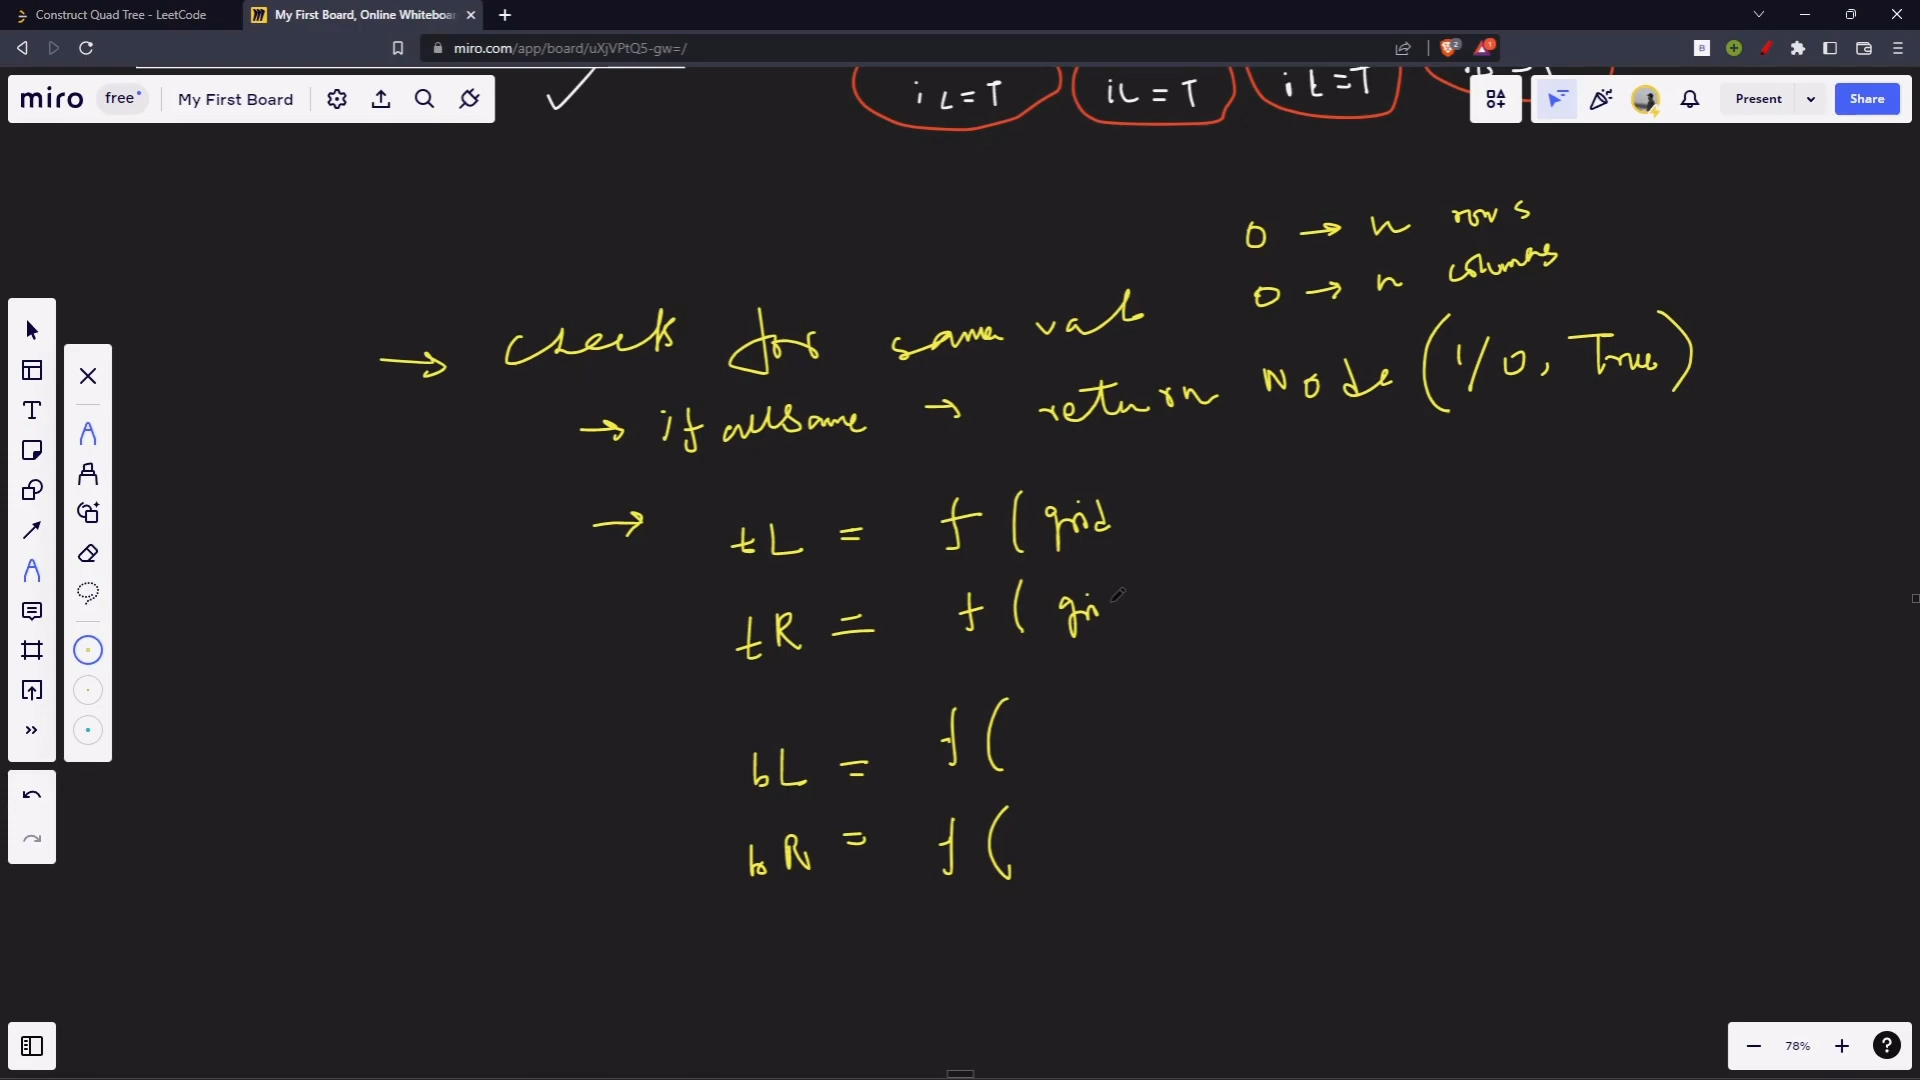 Construct Quad Tree - LeetCode
My First Board, Online Whiteboar
miro.com/app/board/uXjVPtQ5-gw=/
2
1
miro free My First Board
Present
Share
iL=T
iL=T
iL=T
0 → n rows
0 → n columns
→ check for same val
→ if allsame → return Node (1/0, True)
→ tL = f (grid
tR = f ( gri
bL = f (
bR = f (
78%